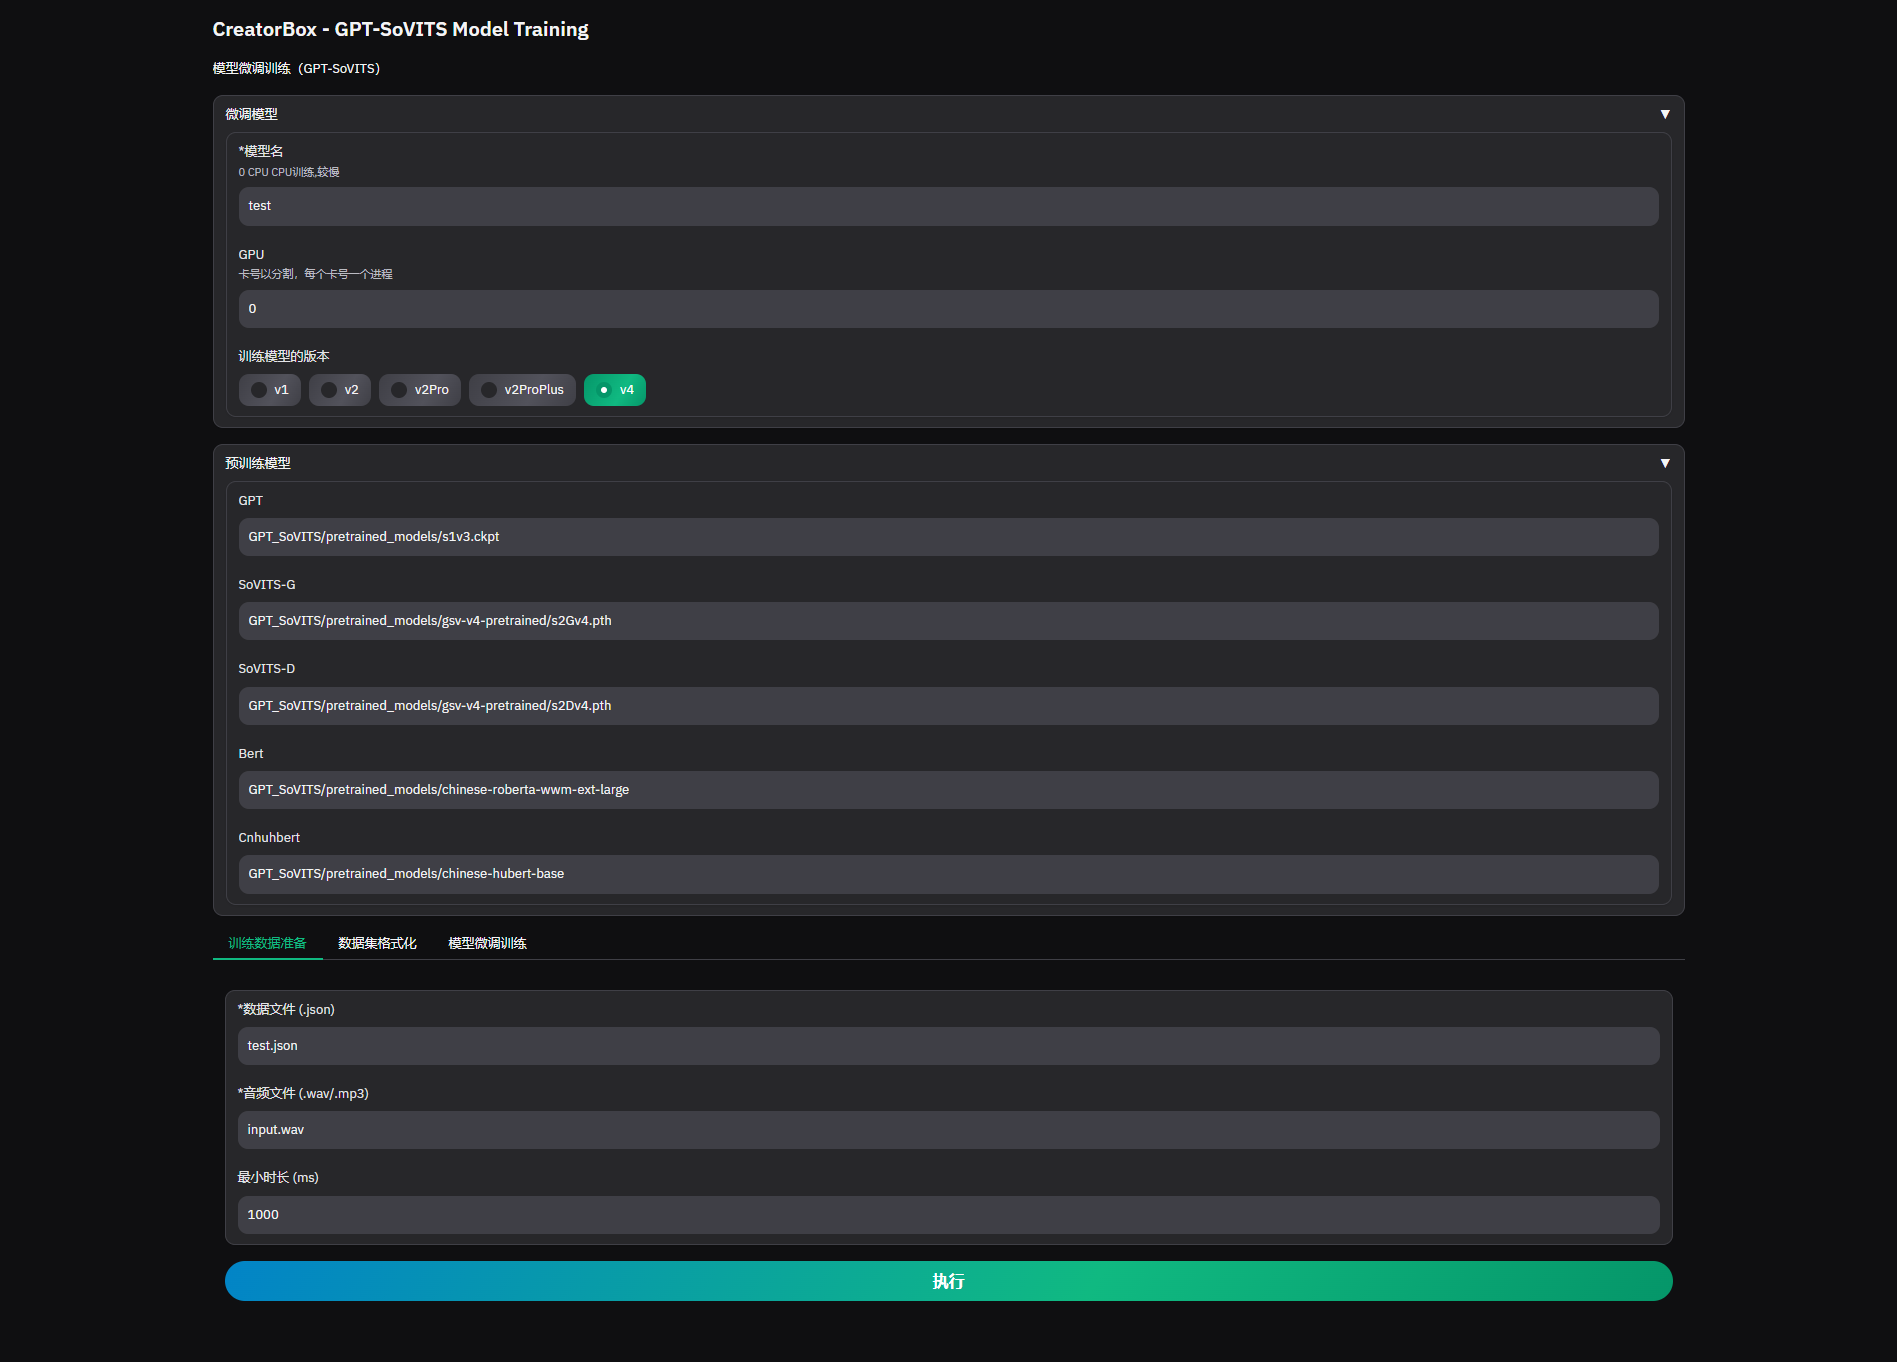 CreatorBox - GPT-SoVITS Model Training
模型微调训练（GPT-SoVITS）
微调模型
▼
*模型名
0 CPU CPU训练,较慢
test
GPU
卡号以分割，每个卡号一个进程
0
训练模型的版本
v1 v2 v2Pro v2ProPlus v4
预训练模型
▼
GPT
GPT_SoVITS/pretrained_models/s1v3.ckpt
SoVITS-G
GPT_SoVITS/pretrained_models/gsv-v4-pretrained/s2Gv4.pth
SoVITS-D
GPT_SoVITS/pretrained_models/gsv-v4-pretrained/s2Dv4.pth
Bert
GPT_SoVITS/pretrained_models/chinese-roberta-wwm-ext-large
Cnhuhbert
GPT_SoVITS/pretrained_models/chinese-hubert-base
训练数据准备 数据集格式化 模型微调训练
*数据文件 (.json)
test.json
*音频文件 (.wav/.mp3)
input.wav
最小时长 (ms)
1000
执行